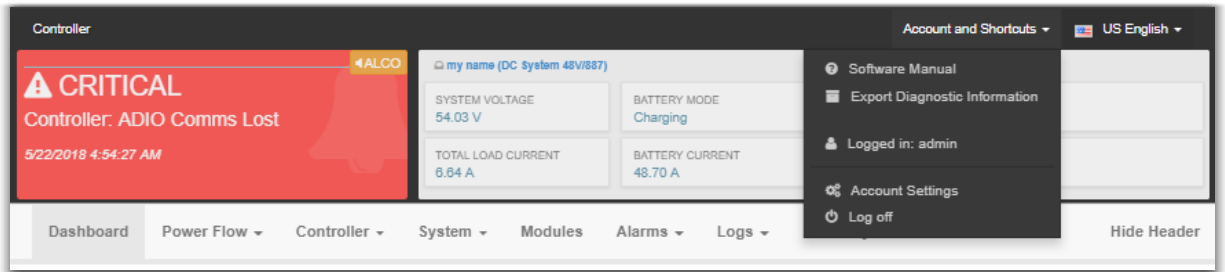 Controller
Account and Shortcuts
US English
ALCO
CRITICAL
Controller: ADIO Comms Lost
5/22/2018 4:54:27 AM
my name (DC System 48V/887)
SYSTEM VOLTAGE
54.03 V
BATTERY MODE
Charging
TOTAL LOAD CURRENT
6.64 A
BATTERY CURRENT
48.70 A
Software Manual
Export Diagnostic Information
Logged in: admin
Account Settings
Log off
Dashboard
Power Flow
Controller
System
Modules
Alarms
Logs
Hide Header